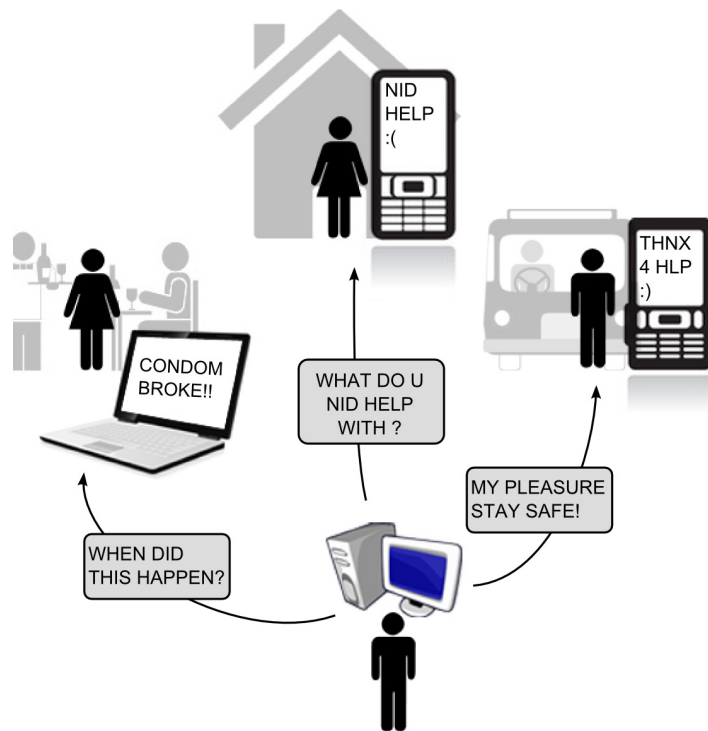 NID
HELP
:(
THNX
4 HLP
:)
CONDOM
BROKE!!
WHAT DO U
NID HELP
WITH ?
MY PLEASURE
STAY SAFE!
WHEN DID
THIS HAPPEN?